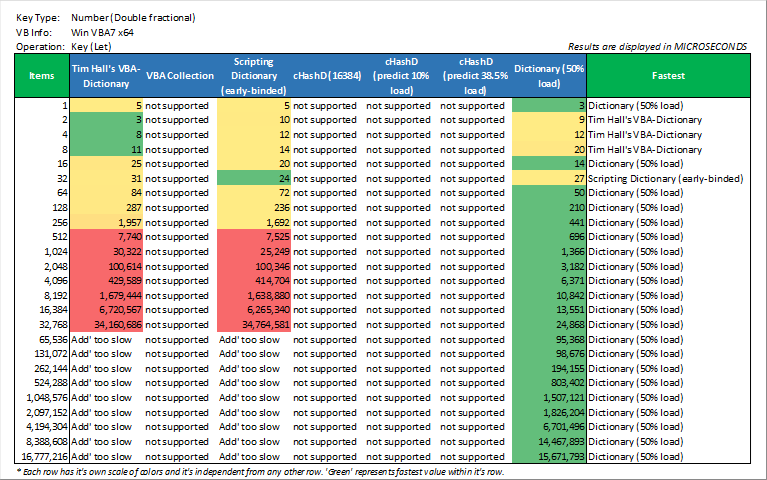 Key Type: Number (Double fractional)
VB Info: Win VBA7 x64
Operation: Key (Let)
Results are displayed in MICROSECONDS
Items Tim Hall's VBA-Dictionary VBA Collection Scripting Dictionary (early-binded) cHashD (16384) cHashD (predict 10% load) cHashD (predict 38.5% load) Dictionary (50% load) Fastest
1 5 not supported 5 not supported not supported not supported 3 Dictionary (50% load)
2 3 not supported 10 not supported not supported not supported 9 Tim Hall's VBA-Dictionary
4 8 not supported 12 not supported not supported not supported 12 Tim Hall's VBA-Dictionary
8 11 not supported 14 not supported not supported not supported 20 Tim Hall's VBA-Dictionary
16 25 not supported 20 not supported not supported not supported 14 Dictionary (50% load)
32 31 not supported 24 not supported not supported not supported 27 Scripting Dictionary (early-binded)
64 84 not supported 72 not supported not supported not supported 50 Dictionary (50% load)
128 287 not supported 236 not supported not supported not supported 210 Dictionary (50% load)
256 1,957 not supported 1,692 not supported not supported not supported 441 Dictionary (50% load)
512 7,740 not supported 7,525 not supported not supported not supported 696 Dictionary (50% load)
1,024 30,322 not supported 25,249 not supported not supported not supported 1,366 Dictionary (50% load)
2,048 100,614 not supported 100,346 not supported not supported not supported 3,182 Dictionary (50% load)
4,096 429,589 not supported 414,704 not supported not supported not supported 6,371 Dictionary (50% load)
8,192 1,679,444 not supported 1,638,880 not supported not supported not supported 10,842 Dictionary (50% load)
16,384 6,720,567 not supported 6,265,340 not supported not supported not supported 13,551 Dictionary (50% load)
32,768 34,160,686 not supported 34,764,581 not supported not supported not supported 24,868 Dictionary (50% load)
65,536 Add' too slow not supported Add' too slow not supported not supported not supported 95,368 Dictionary (50% load)
131,072 Add' too slow not supported Add' too slow not supported not supported not supported 98,676 Dictionary (50% load)
262,144 Add' too slow not supported Add' too slow not supported not supported not supported 194,155 Dictionary (50% load)
524,288 Add' too slow not supported Add' too slow not supported not supported not supported 803,402 Dictionary (50% load)
1,048,576 Add' too slow not supported Add' too slow not supported not supported not supported 1,507,121 Dictionary (50% load)
2,097,152 Add' too slow not supported Add' too slow not supported not supported not supported 1,826,204 Dictionary (50% load)
4,194,304 Add' too slow not supported Add' too slow not supported not supported not supported 6,701,496 Dictionary (50% load)
8,388,608 Add' too slow not supported Add' too slow not supported not supported not supported 14,467,893 Dictionary (50% load)
16,777,216 Add' too slow not supported Add' too slow not supported not supported not supported 15,671,793 Dictionary (50% load)
* Each row has it's own scale of colors and it's independent from any other row. 'Green' represents fastest value within it's row.